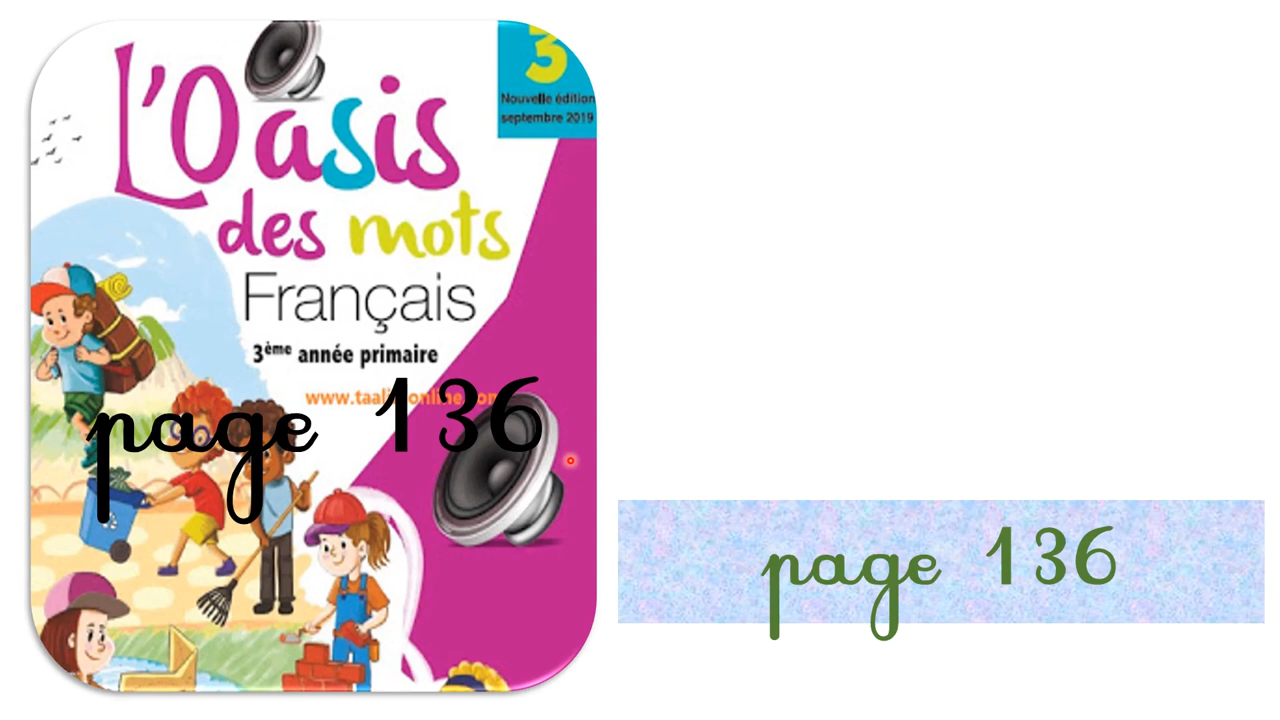 3
Nouvelle édition
septembre 2019
L'Oasis
des mots
Français
3ème année primaire
page 136
page 136